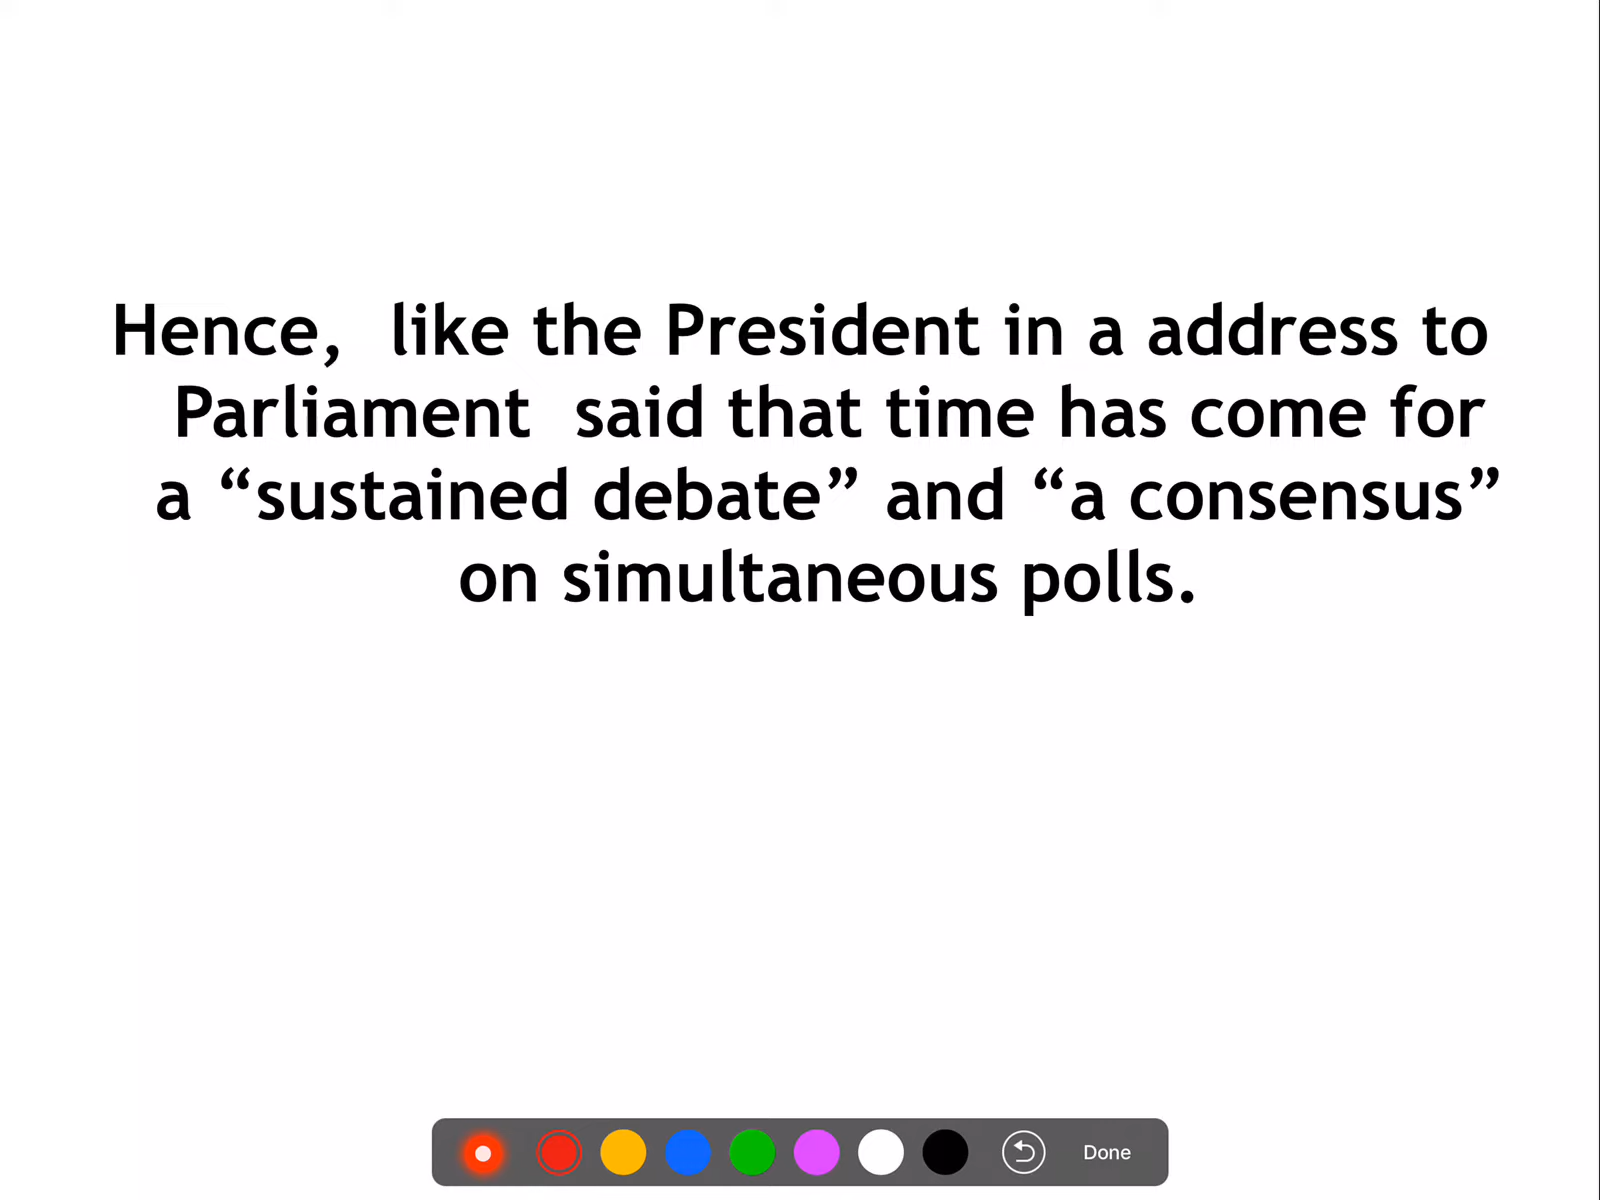 Hence,  like the President in a address to
Parliament  said that time has come for
a “sustained debate” and “a consensus”
on simultaneous polls.
Done